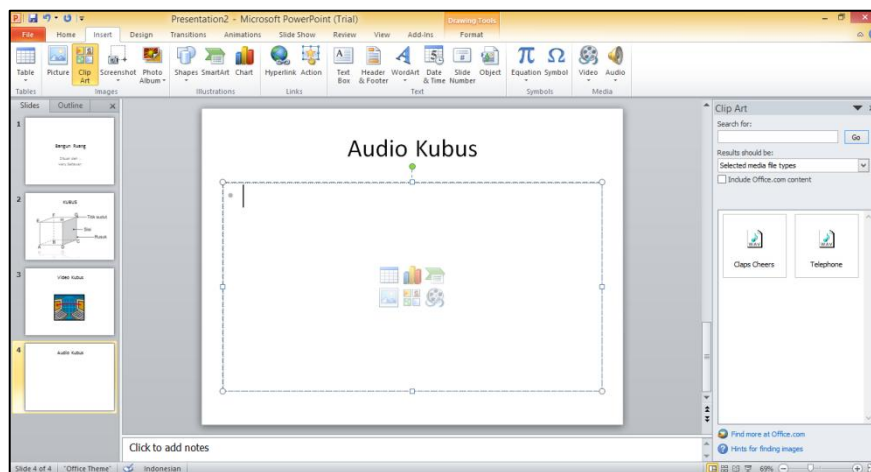 Presentation2 - Microsoft PowerPoint (Trial)
Drawing Tools
File Home Insert Design Transitions Animations Slide Show Review View Add-Ins Format
Table Picture Clip Art Screenshot Photo Album Shapes SmartArt Chart Hyperlink Action Text Box Header & Footer WordArt Date & Time Slide Number Object Equation Symbol Video Audio
Tables Images Illustrations Links Text Symbols Media
Slides Outline
1
Bangun Ruang
2
KUBUS
3
Video Kubus
4
Audio Kubus
Audio Kubus
Click to add notes
Clip Art
Search for:
Go
Results should be:
Selected media file types
Include Office.com content
Claps Cheers
Telephone
Find more at Office.com
Hints for finding images
Slide 4 of 4 "Office Theme" Indonesian 69%